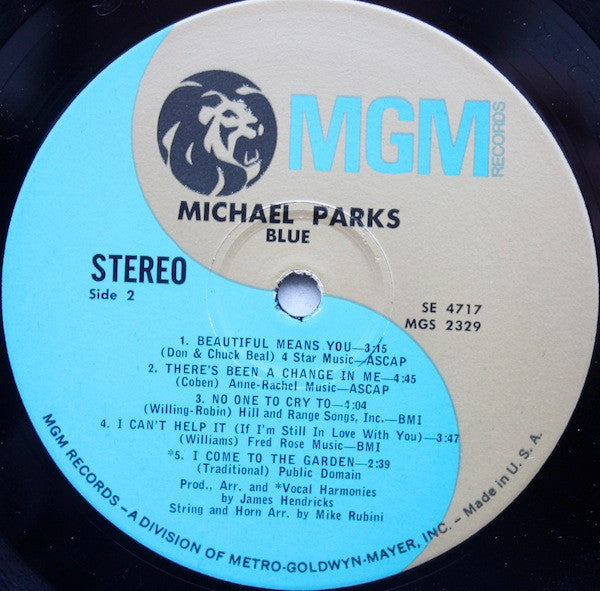 MGM
RECORDS
MICHAEL PARKS
BLUE
STEREO
Side 2
SE 4717
MGS 2329
1. BEAUTIFUL MEANS YOU—3:15
(Don & Chuck Beal) 4 Star Music—ASCAP
2. THERE'S BEEN A CHANGE IN ME—4:45
(Coben) Anne-Rachel Music—ASCAP
3. NO ONE TO CRY TO—4:04
(Willing-Robin) Hill and Range Songs, Inc.—BMI
4. I CAN'T HELP IT (If I'm Still In Love With You)—3:47
(Williams) Fred Rose Music—BMI
*5. I COME TO THE GARDEN—2:39
(Traditional) Public Domain
Prod., Arr. and *Vocal Harmonies
by James Hendricks
String and Horn Arr. by Mike Rubini
MGM RECORDS—A DIVISION OF METRO-GOLDWYN-MAYER, INC. – Made in U. S. A.